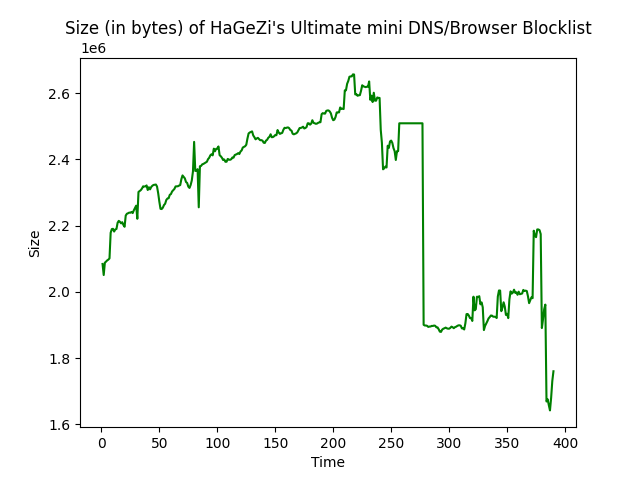 Size (in bytes) of HaGeZi's Ultimate mini DNS/Browser Blocklist
1e6
2.6
2.4
2.2
2.0
1.8
1.6
Size
0 50 100 150 200 250 300 350 400
Time